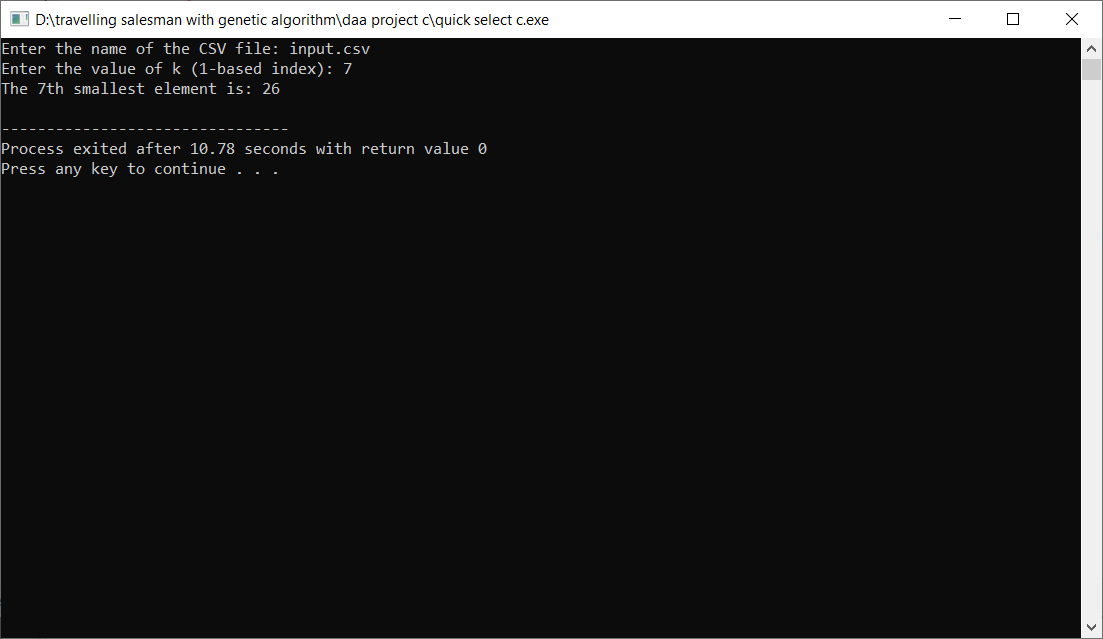 D:\travelling salesman with genetic algorithm\daa project c\quick select c.exe
Enter the name of the CSV file: input.csv
Enter the value of k (1-based index): 7
The 7th smallest element is: 26
--------------------------------
Process exited after 10.78 seconds with return value 0
Press any key to continue . . .